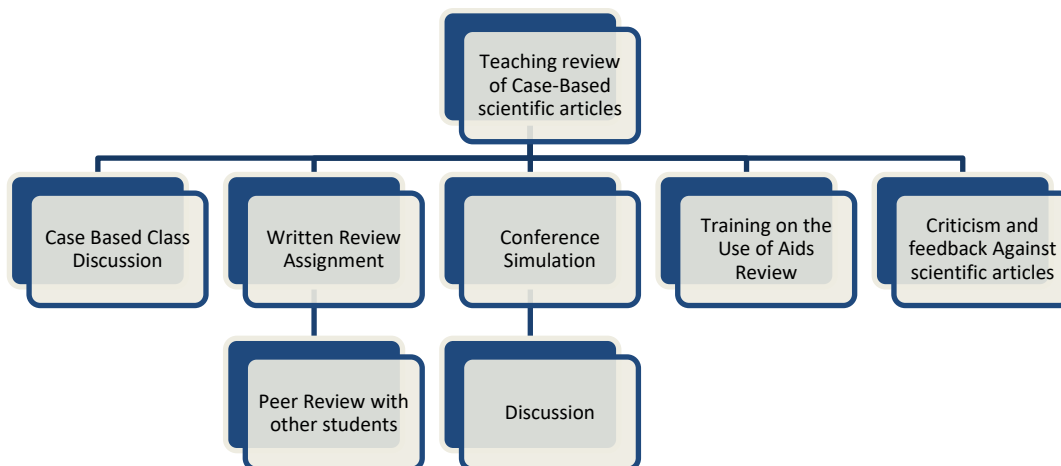 Teaching review
of Case-Based
scientific articles
Case Based Class
Discussion
Written Review
Assignment
Conference
Simulation
Training on the
Use of Aids
Review
Criticism and
feedback Against
scientific articles
Peer Review with
other students
Discussion